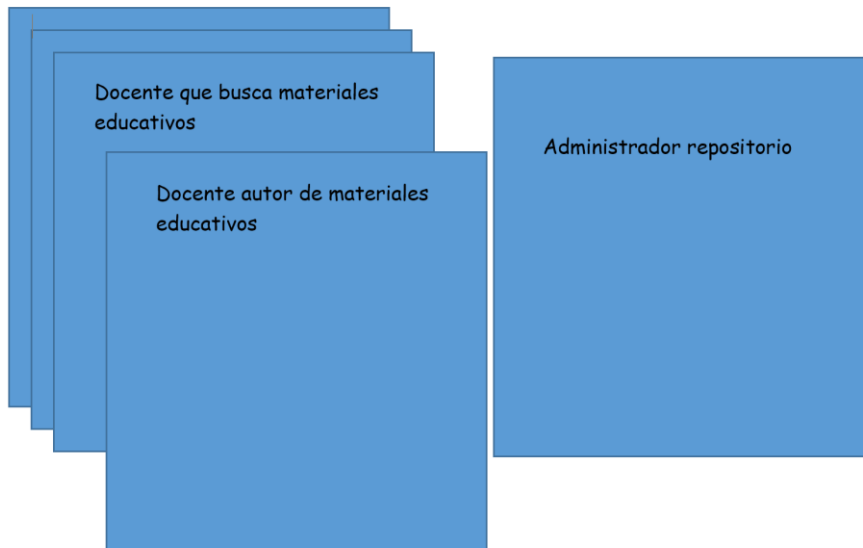 Docente que busca materiales
educativos
Docente autor de materiales
educativos
Administrador repositorio